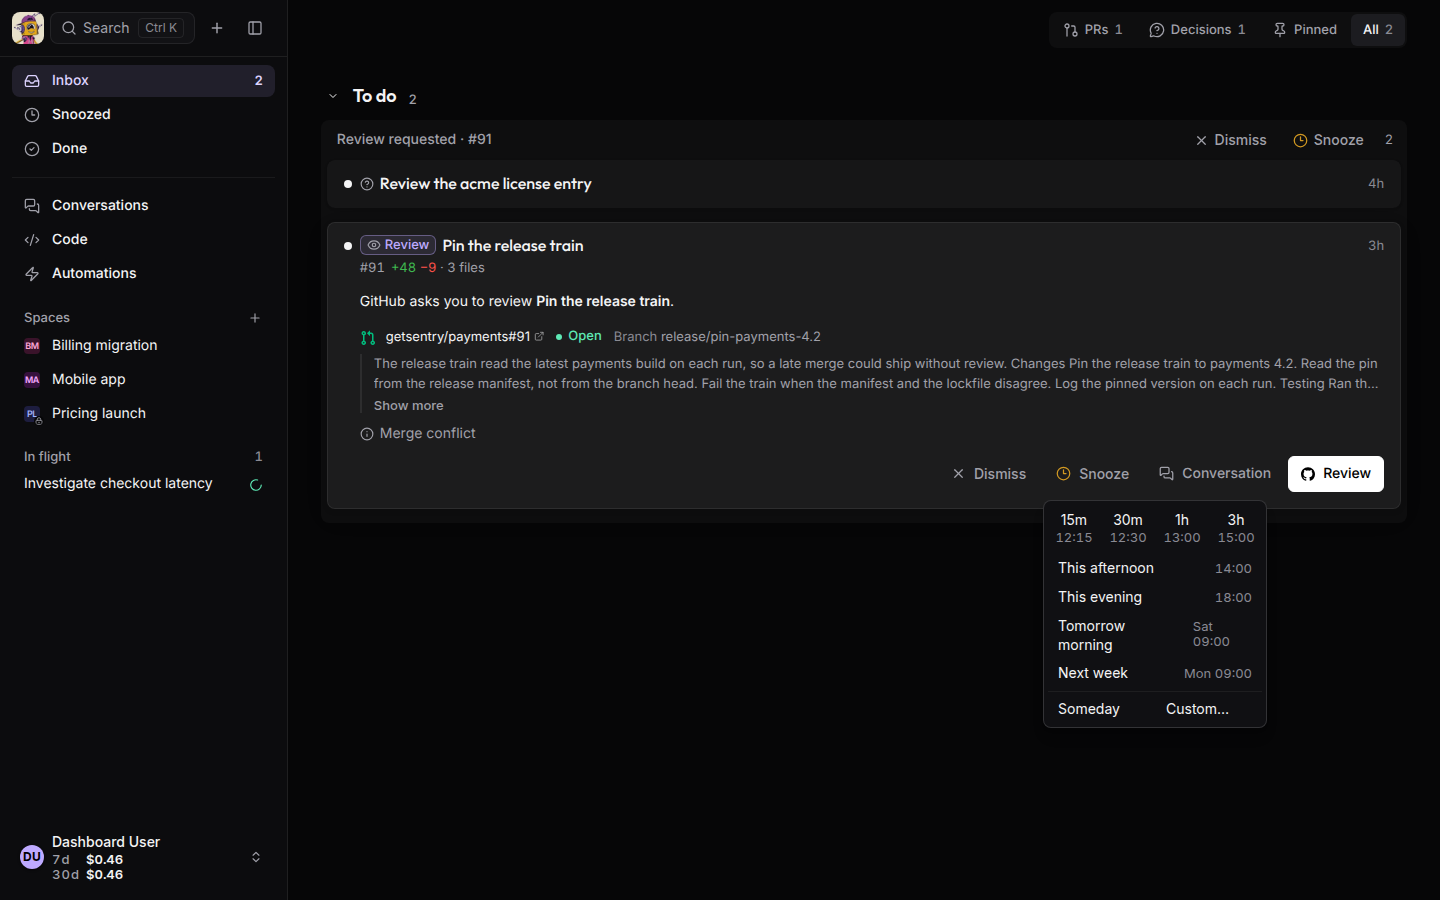 Search Ctrl K
Inbox 2
Snoozed
Done
Conversations
Code
Automations
Spaces
BM Billing migration
MA Mobile app
PL Pricing launch
In flight 1
Investigate checkout latency
DU Dashboard User
7d $0.46
30d $0.46
PRs 1 Decisions 1 Pinned All 2
To do 2
Review requested · #91 Dismiss Snooze 2
Review the acme license entry 4h
Review Pin the release train 3h
#91 +48 −9 · 3 files
GitHub asks you to review Pin the release train.
getsentry/payments#91 Open Branch release/pin-payments-4.2
The release train read the latest payments build on each run, so a late merge could ship without review. Changes Pin the release train to payments 4.2. Read the pin
from the release manifest, not from the branch head. Fail the train when the manifest and the lockfile disagree. Log the pinned version on each run. Testing Ran th...
Show more
Merge conflict
Dismiss Snooze Conversation Review
15m 30m 1h 3h
12:15 12:30 13:00 15:00
This afternoon 14:00
This evening 18:00
Tomorrow morning Sat 09:00
Next week Mon 09:00
Someday Custom...